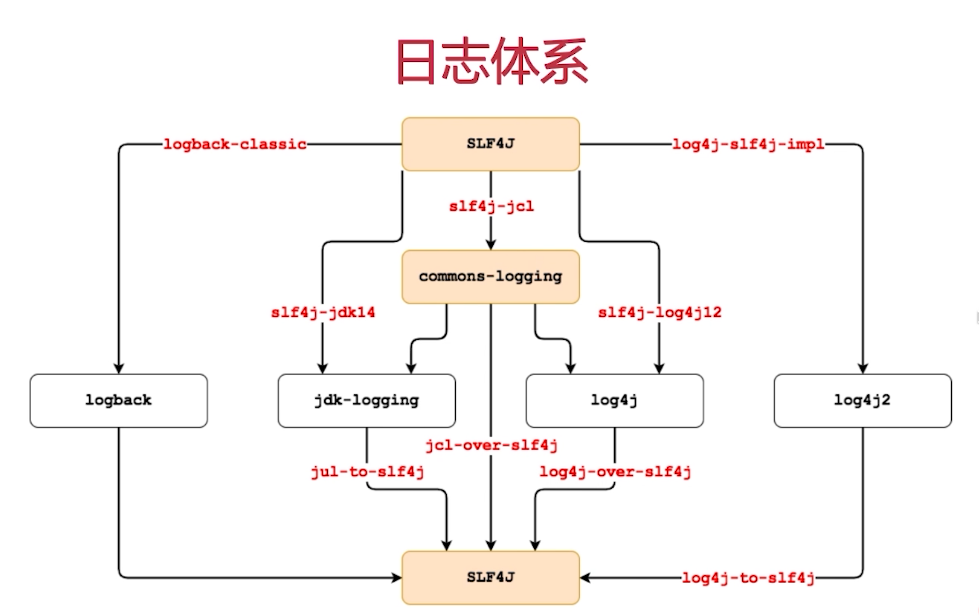 日志体系
SLF4J
logback-classic
log4j-slf4j-impl
slf4j-jcl
commons-logging
slf4j-jdk14
slf4j-log4j12
logback
jdk-logging
log4j
log4j2
jcl-over-slf4j
jul-to-slf4j
log4j-over-slf4j
SLF4J
log4j-to-slf4j